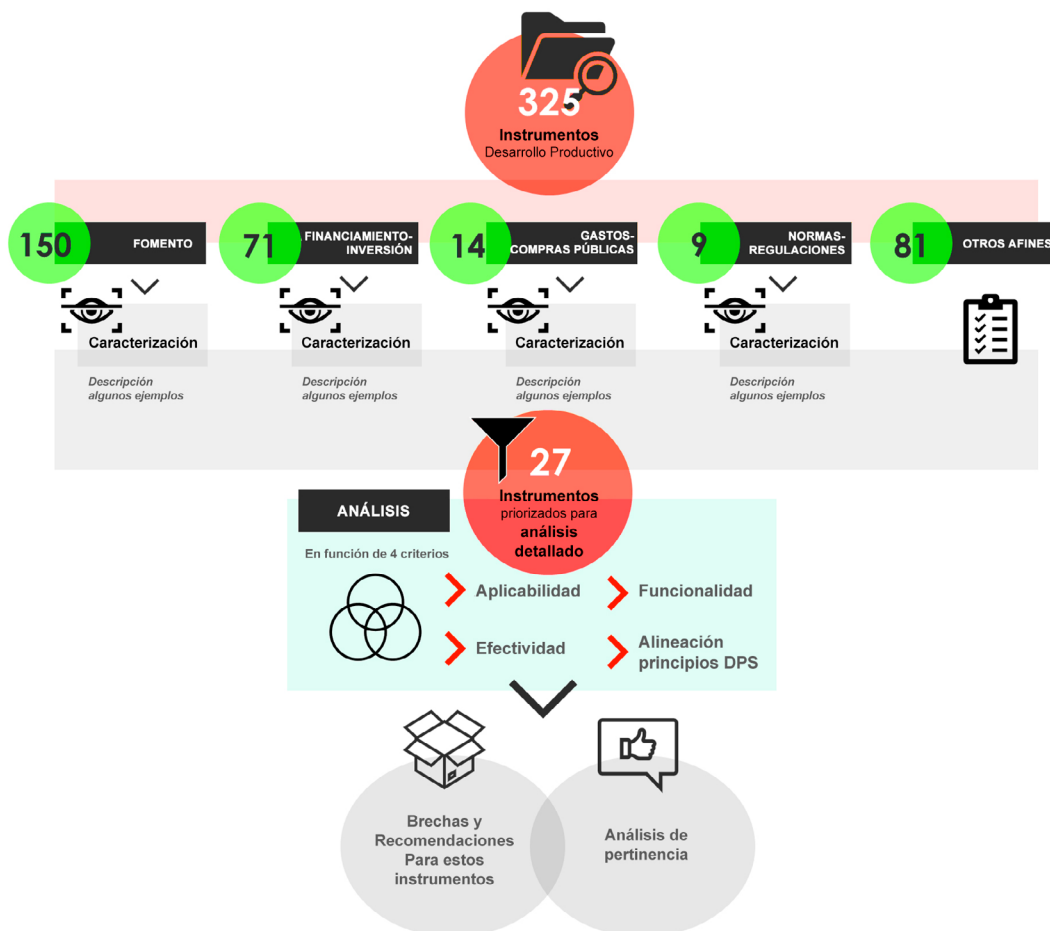 325
Instrumentos
Desarrollo Productivo
150
FOMENTO
71
FINANCIAMIENTO-
INVERSIÓN
14
GASTOS-
COMPRAS PÚBLICAS
9
NORMAS-
REGULACIONES
81
OTROS AFINES
Caracterización
Descripción
algunos ejemplos
Caracterización
Descripción
algunos ejemplos
Caracterización
Descripción
algunos ejemplos
Caracterización
Descripción
algunos ejemplos
27
Instrumentos
priorizados para
análisis
detallado
ANÁLISIS
En función de 4 criterios
Aplicabilidad
Funcionalidad
Efectividad
Alineación
principios DPS
Brechas y
Recomendaciones
Para estos
instrumentos
Análisis de
pertinencia